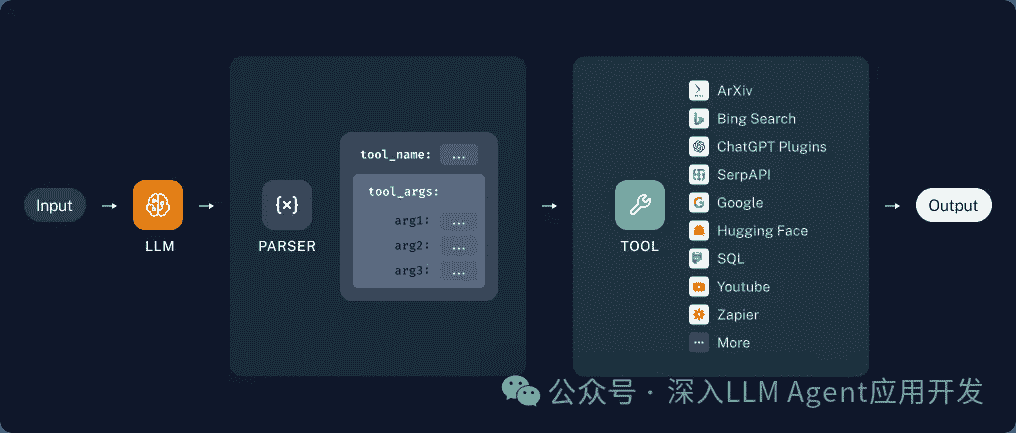 Input
LLM
PARSER
tool_name: ...
tool_args:
arg1: ...
arg2: ...
arg3: ...
TOOL
ArXiv
Bing Search
ChatGPT Plugins
SerpAPI
Google
Hugging Face
SQL
Youtube
Zapier
More
Output
公众号 · 深入LLM Agent应用开发